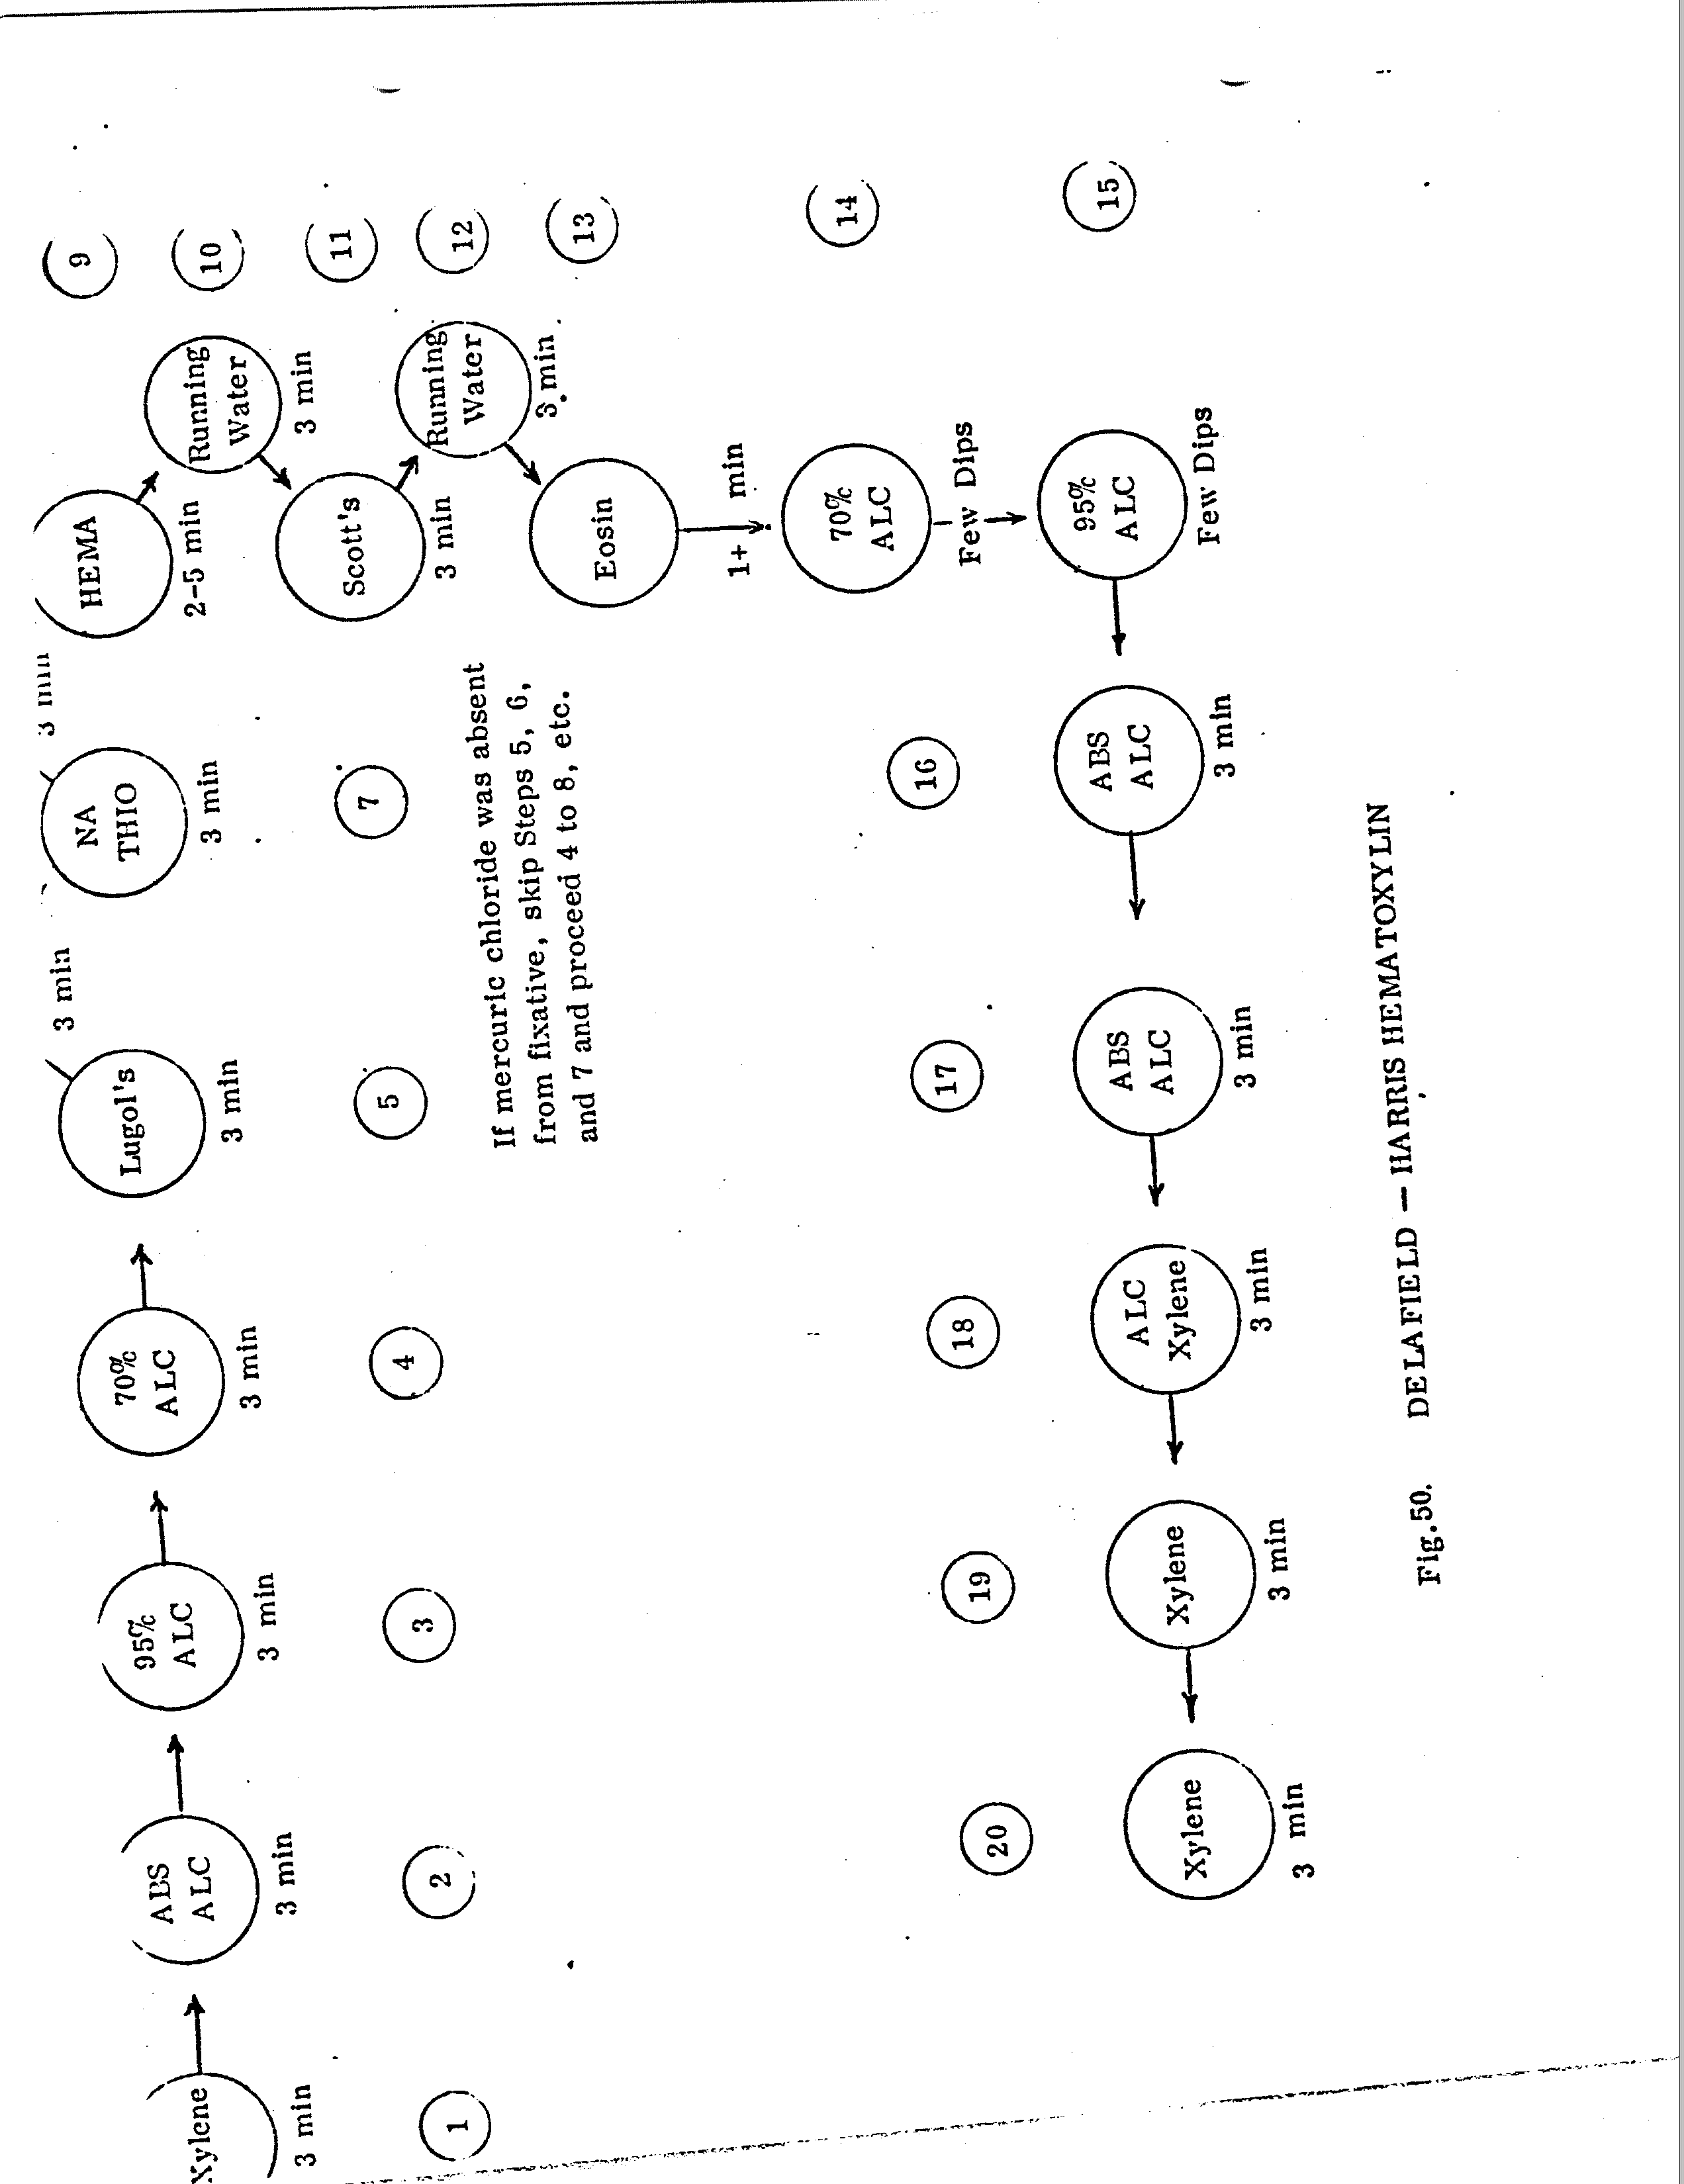 3 min
3 min
HEMA
2-5 min
9
Running
Water
3 min
10
Scott's
3 min
11
Running
Water
3 min
12
Eosin
1+ min
13
70%
ALC
Few Dips
14
95%
ALC
Few Dips
15
Xylene
3 min
1
ABS
ALC
3 min
2
95%
ALC
3 min
3
70%
ALC
3 min
4
Lugol's
3 min
5
NA
THIO
3 min
7
If mercuric chloride was absent
from fixative, skip Steps 5, 6,
and 7 and proceed 4 to 8, etc.
16
ABS
ALC
3 min
17
ABS
ALC
3 min
18
ALC
Xylene
3 min
19
Xylene
3 min
20
Xylene
3 min
Fig. 50. DELAFIELD — HARRIS HEMATOXYLIN